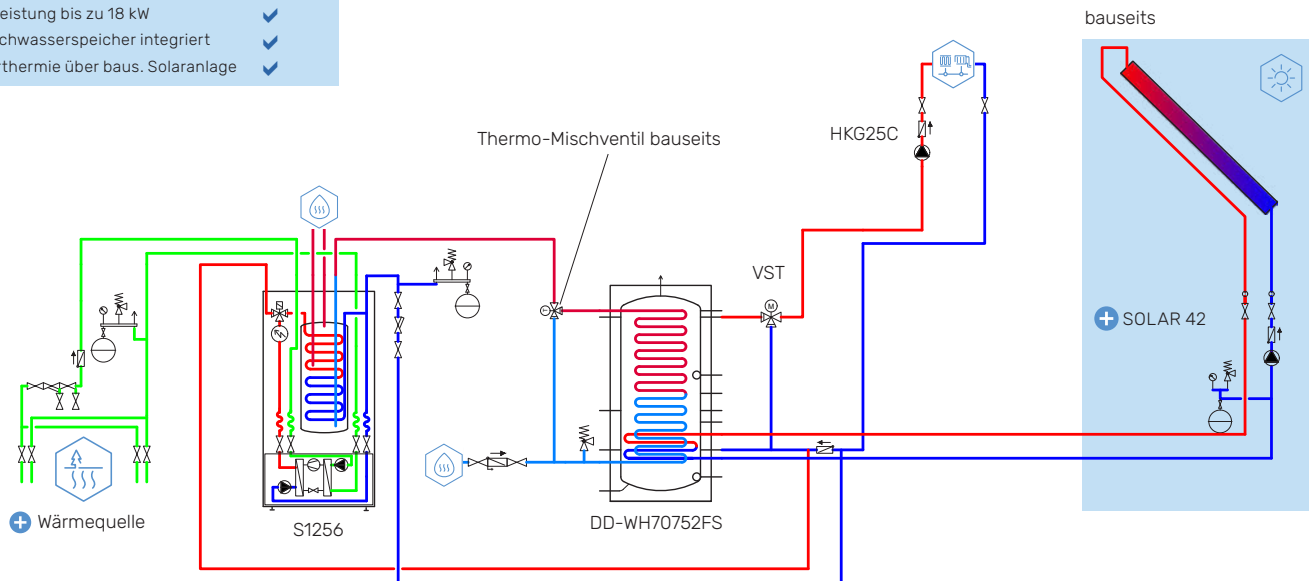 eistung bis zu 18 kW
chwasserspeicher integriert
rthermie über baus. Solaranlage
bauseits
HKG25C
Thermo-Mischventil bauseits
VST
M
SOLAR 42
Wärmequelle
S1256
DD-WH70752FS